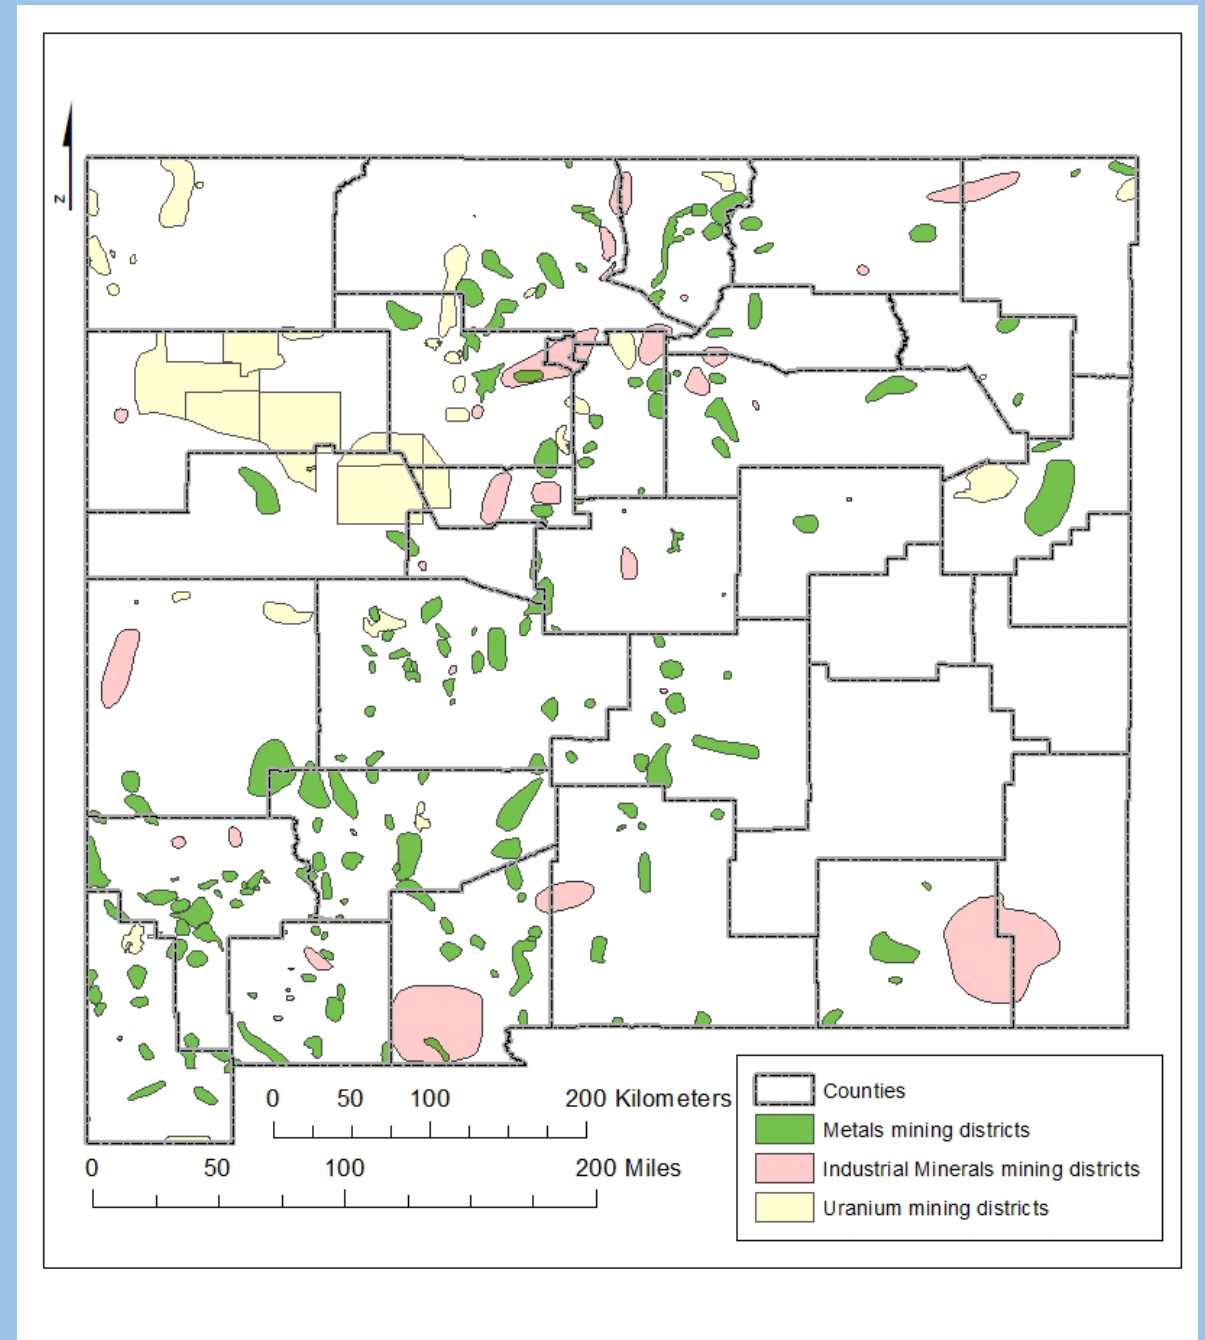 N
Counties
Metals mining districts
Industrial Minerals mining districts
Uranium mining districts
0 50 100 200 Kilometers
0 50 100 200 Miles